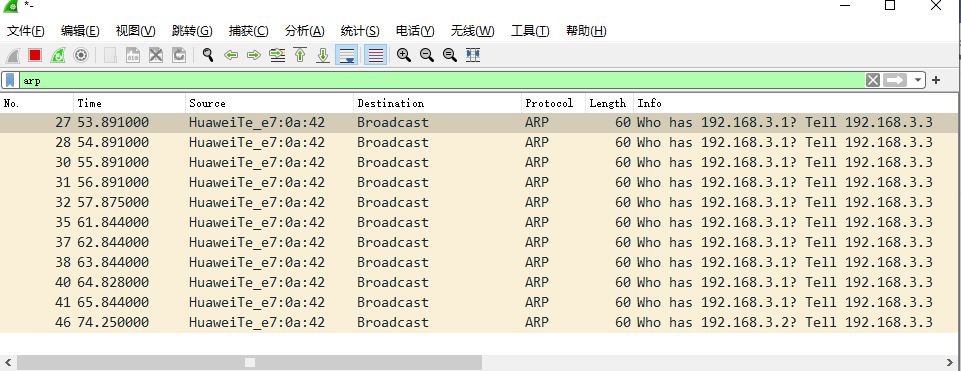 *-
文件(F) 编辑(E) 视图(V) 跳转(G) 捕获(C) 分析(A) 统计(S) 电话(Y) 无线(W) 工具(T) 帮助(H)
arp
No. Time Source Destination Protocol Length Info
27 53.891000 HuaweiTe_e7:0a:42 Broadcast ARP 60 Who has 192.168.3.1? Tell 192.168.3.3
28 54.891000 HuaweiTe_e7:0a:42 Broadcast ARP 60 Who has 192.168.3.1? Tell 192.168.3.3
30 55.891000 HuaweiTe_e7:0a:42 Broadcast ARP 60 Who has 192.168.3.1? Tell 192.168.3.3
31 56.891000 HuaweiTe_e7:0a:42 Broadcast ARP 60 Who has 192.168.3.1? Tell 192.168.3.3
32 57.875000 HuaweiTe_e7:0a:42 Broadcast ARP 60 Who has 192.168.3.1? Tell 192.168.3.3
35 61.844000 HuaweiTe_e7:0a:42 Broadcast ARP 60 Who has 192.168.3.1? Tell 192.168.3.3
37 62.844000 HuaweiTe_e7:0a:42 Broadcast ARP 60 Who has 192.168.3.1? Tell 192.168.3.3
38 63.844000 HuaweiTe_e7:0a:42 Broadcast ARP 60 Who has 192.168.3.1? Tell 192.168.3.3
40 64.828000 HuaweiTe_e7:0a:42 Broadcast ARP 60 Who has 192.168.3.1? Tell 192.168.3.3
41 65.844000 HuaweiTe_e7:0a:42 Broadcast ARP 60 Who has 192.168.3.1? Tell 192.168.3.3
46 74.250000 HuaweiTe_e7:0a:42 Broadcast ARP 60 Who has 192.168.3.2? Tell 192.168.3.3